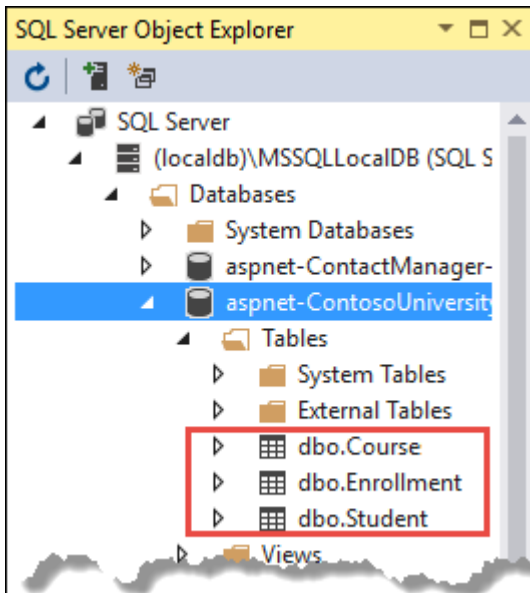 SQL Server Object Explorer
SQL Server
(localdb)\MSSQLLocalDB (SQL S
Databases
System Databases
aspnet-ContactManager-
aspnet-ContosoUniversity
Tables
System Tables
External Tables
dbo.Course
dbo.Enrollment
dbo.Student
Views